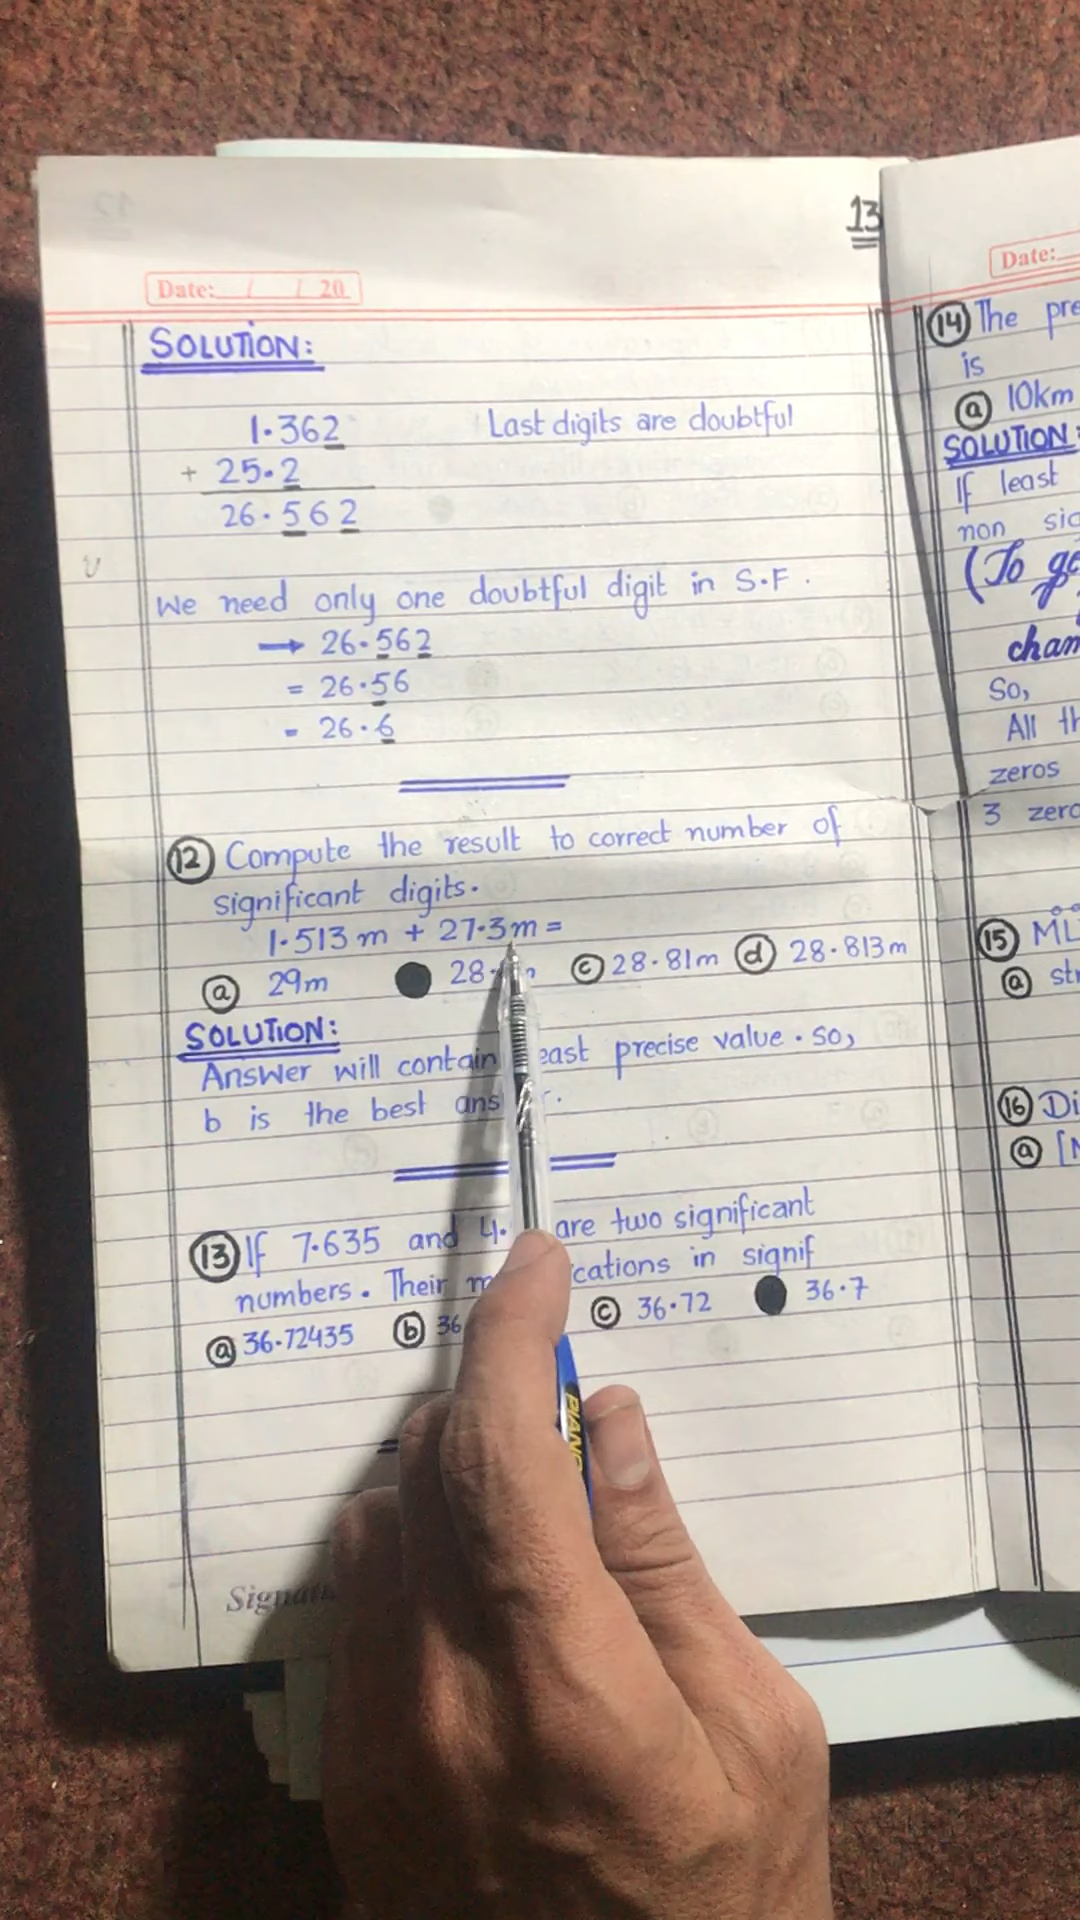 13
Date: / / 20
SOLUTION:
1.362 Last digits are doubtful
+ 25.2
26.562
We need only one doubtful digit in S.F.
→ 26.562
= 26.56
= 26.6
12 Compute the result to correct number of
significant digits.
1.513 m + 27.3m =
a 29m 28. c 28.81m d 28.813m
SOLUTION:
Answer will contain precise value. so,
b is the best
13 If 7.635 and 4. are two significant
numbers. Their in signif
a 36.72435 b 36 c 36.72 36.7
PIANO
Date:
14 The
is
a 10km
SOLUTION:
If least
non
(To
So,
All
zeros
3
15
a
16
a